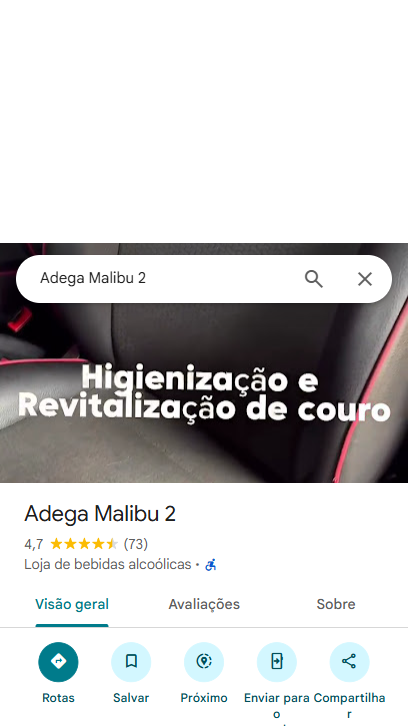 Adega Malibu 2
Higienização e
Revitalização de couro
Adega Malibu 2
4,7 (73)
Loja de bebidas alcoólicas ·
Visão geral Avaliações Sobre
Rotas Salvar Próximo Enviar para o Compartilhar